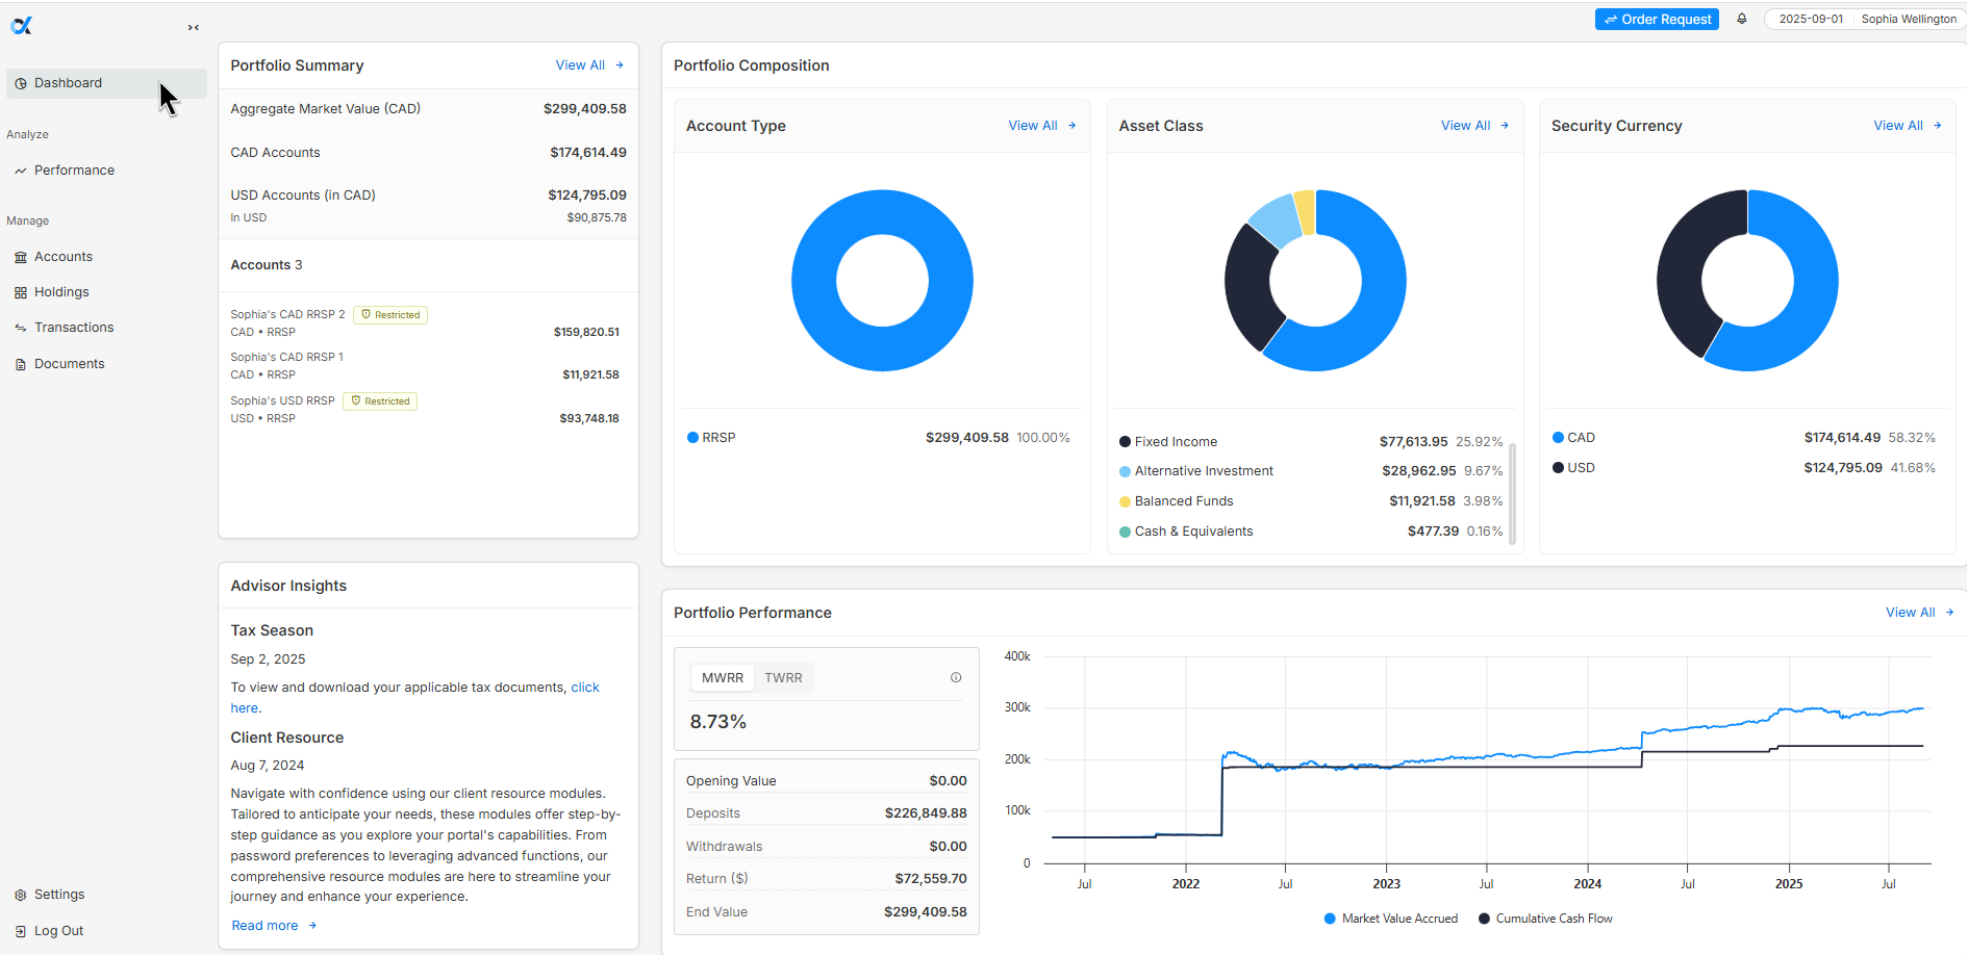 Order Request
2025-09-01 Sophia Wellington
Dashboard
Analyze
Performance
Manage
Accounts
Holdings
Transactions
Documents
Settings
Log Out
Portfolio Summary View All
Aggregate Market Value (CAD) $299,409.58
CAD Accounts $174,614.49
USD Accounts (in CAD) $124,795.09
In USD $90,875.78
Accounts 3
Sophia's CAD RRSP 2 Restricted
CAD • RRSP $159,820.51
Sophia's CAD RRSP 1
CAD • RRSP $11,921.58
Sophia's USD RRSP Restricted
USD • RRSP $93,748.18
Advisor Insights
Tax Season
Sep 2, 2025
To view and download your applicable tax documents, click
here.
Client Resource
Aug 7, 2024
Navigate with confidence using our client resource modules.
Tailored to anticipate your needs, these modules offer step-by-
step guidance as you explore your portal's capabilities. From
password preferences to leveraging advanced functions, our
comprehensive resource modules are here to streamline your
journey and enhance your experience.
Read more
Portfolio Composition
Account Type View All
RRSP $299,409.58 100.00%
Asset Class View All
Fixed Income $77,613.95 25.92%
Alternative Investment $28,962.95 9.67%
Balanced Funds $11,921.58 3.98%
Cash & Equivalents $477.39 0.16%
Security Currency View All
CAD $174,614.49 58.32%
USD $124,795.09 41.68%
Portfolio Performance View All
MWRR TWRR
8.73%
Opening Value $0.00
Deposits $226,849.88
Withdrawals $0.00
Return ($) $72,559.70
End Value $299,409.58
400k
300k
200k
100k
0
Jul 2022 Jul 2023 Jul 2024 Jul 2025 Jul
Market Value Accrued Cumulative Cash Flow